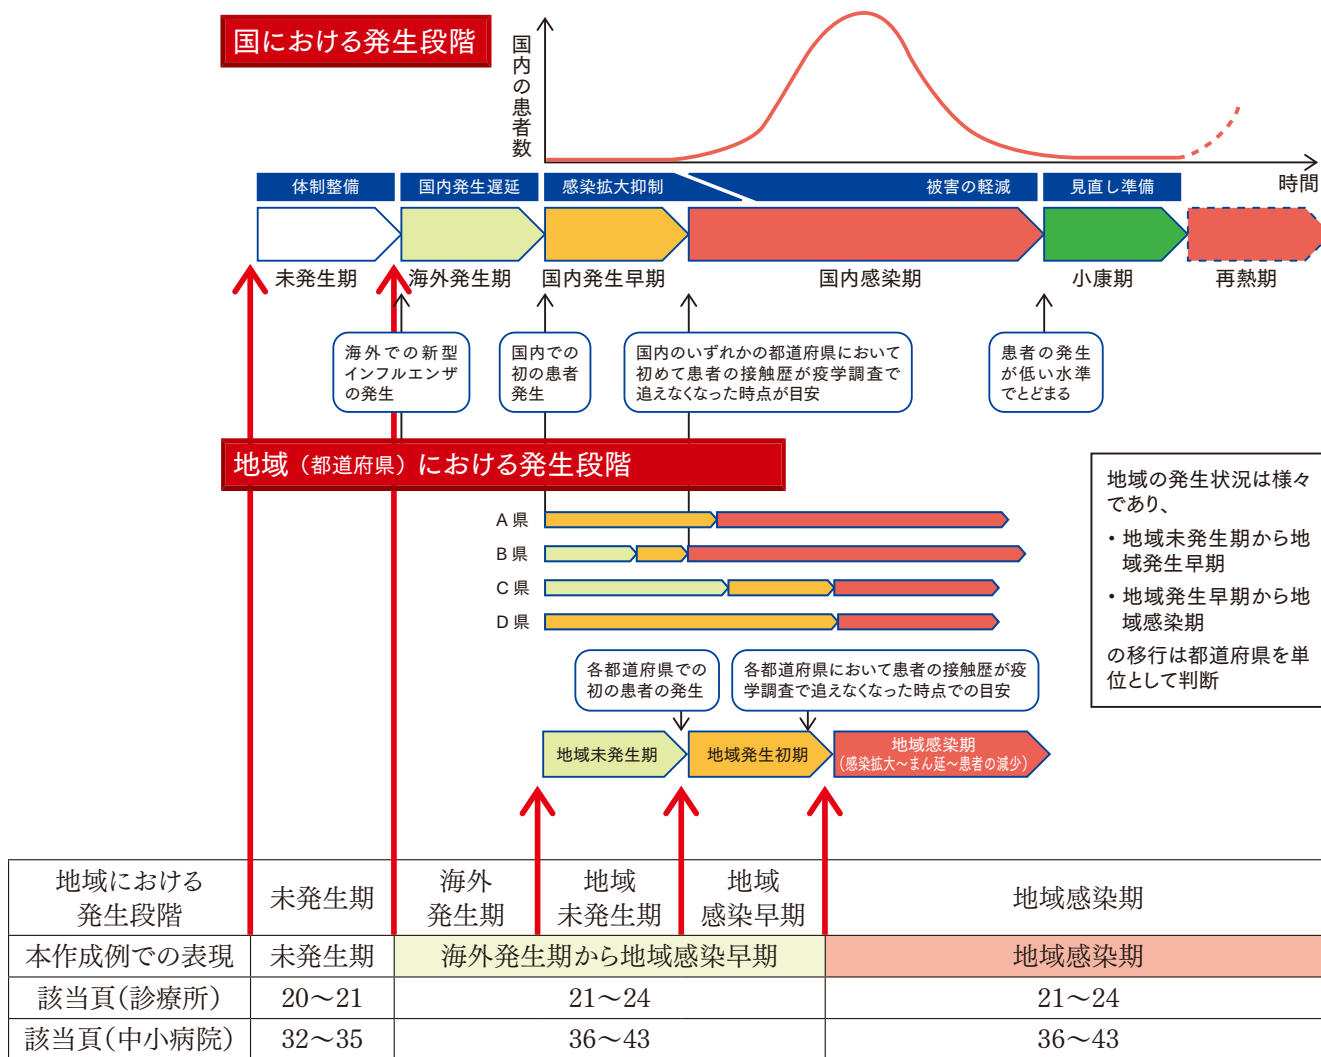 国における発生段階
国内の患者数
時間
体制整備
国内発生遅延
感染拡大抑制
被害の軽減
見直し準備
未発生期
海外発生期
国内発生早期
国内感染期
小康期
再熱期
海外での新型
インフルエンザ
の発生
国内での
初の患者
発生
国内のいずれかの都道府県において
初めて患者の接触歴が疫学調査で
追えなくなった時点が目安
患者の発生
が低い水準
でとどまる
地域（都道府県）における発生段階
A 県
B 県
C 県
D 県
地域の発生状況は様々
であり、
・地域未発生期から地
域発生早期
・地域発生早期から地
域感染期
の移行は都道府県を単
位として判断
各都道府県での
初の患者の発生
各都道府県において患者の接触歴が疫
学調査で追えなくなった時点での目安
地域未発生期
地域発生初期
地域感染期
（感染拡大～まん延～患者の減少）
地域における
発生段階
未発生期
海外
発生期
地域
未発生期
地域
感染早期
地域感染期
本作成例での表現
未発生期
海外発生期から地域感染早期
地域感染期
該当頁（診療所）
20～21
21～24
21～24
該当頁（中小病院）
32～35
36～43
36～43